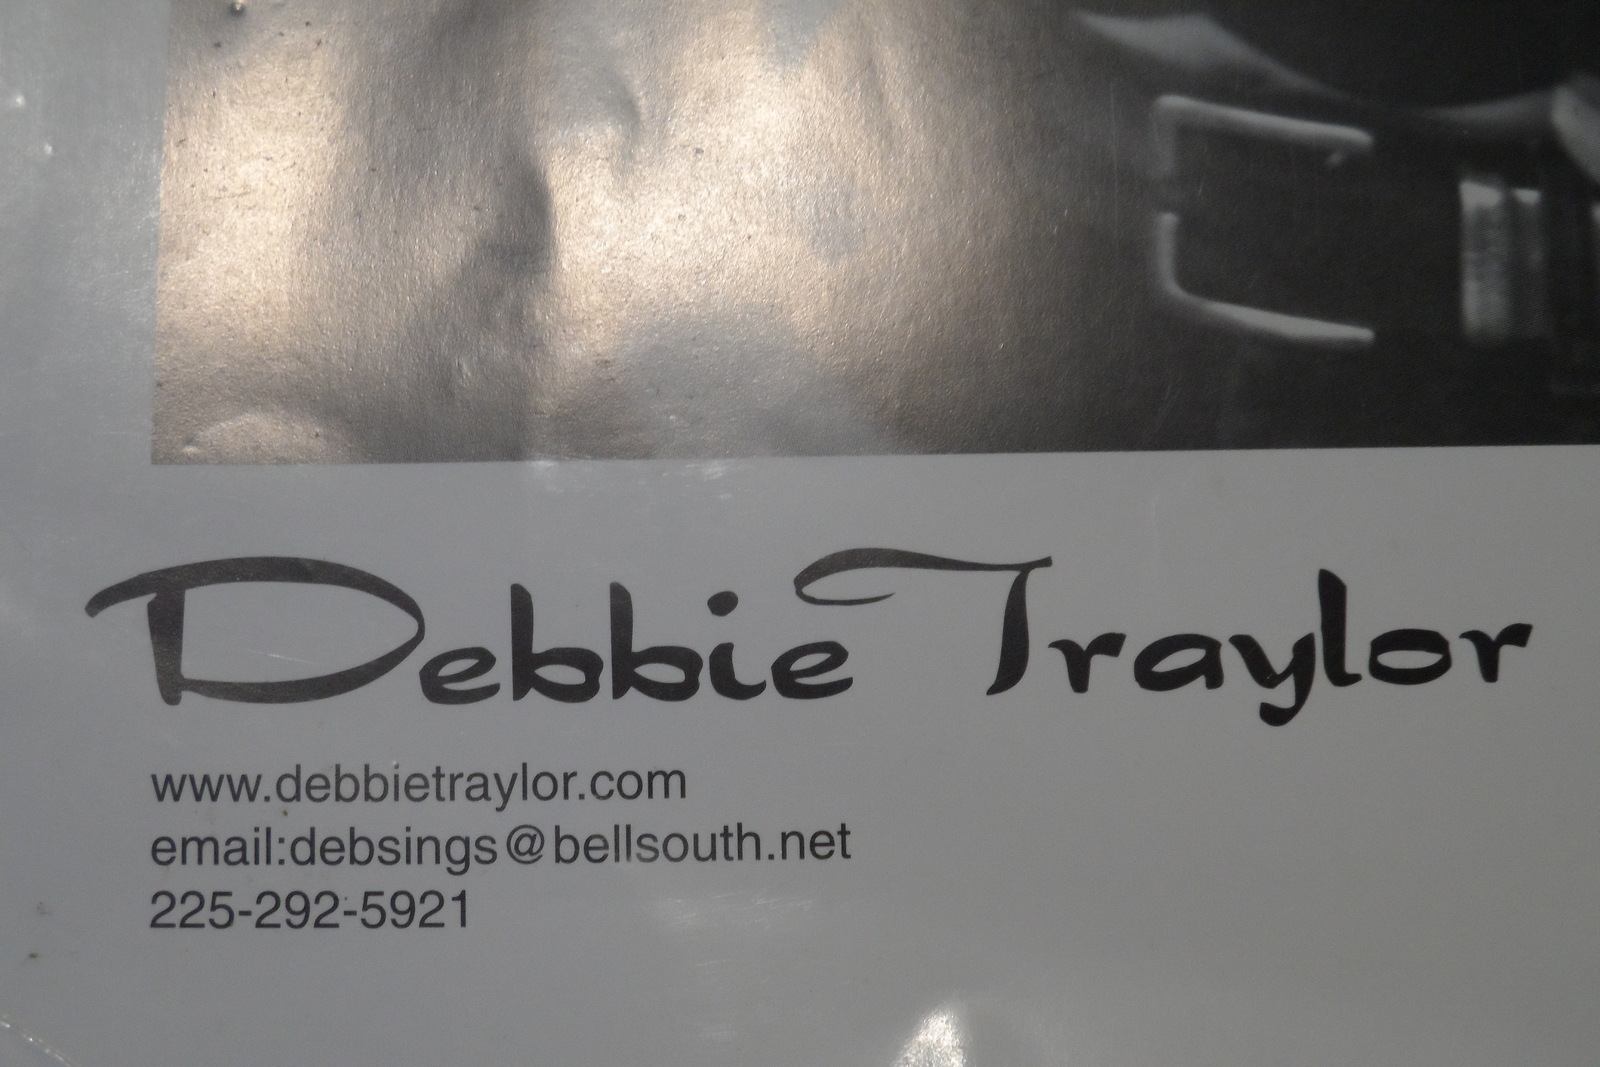 Debbie Traylor
www.debbietraylor.com
email:debsings@bellsouth.net
225-292-5921